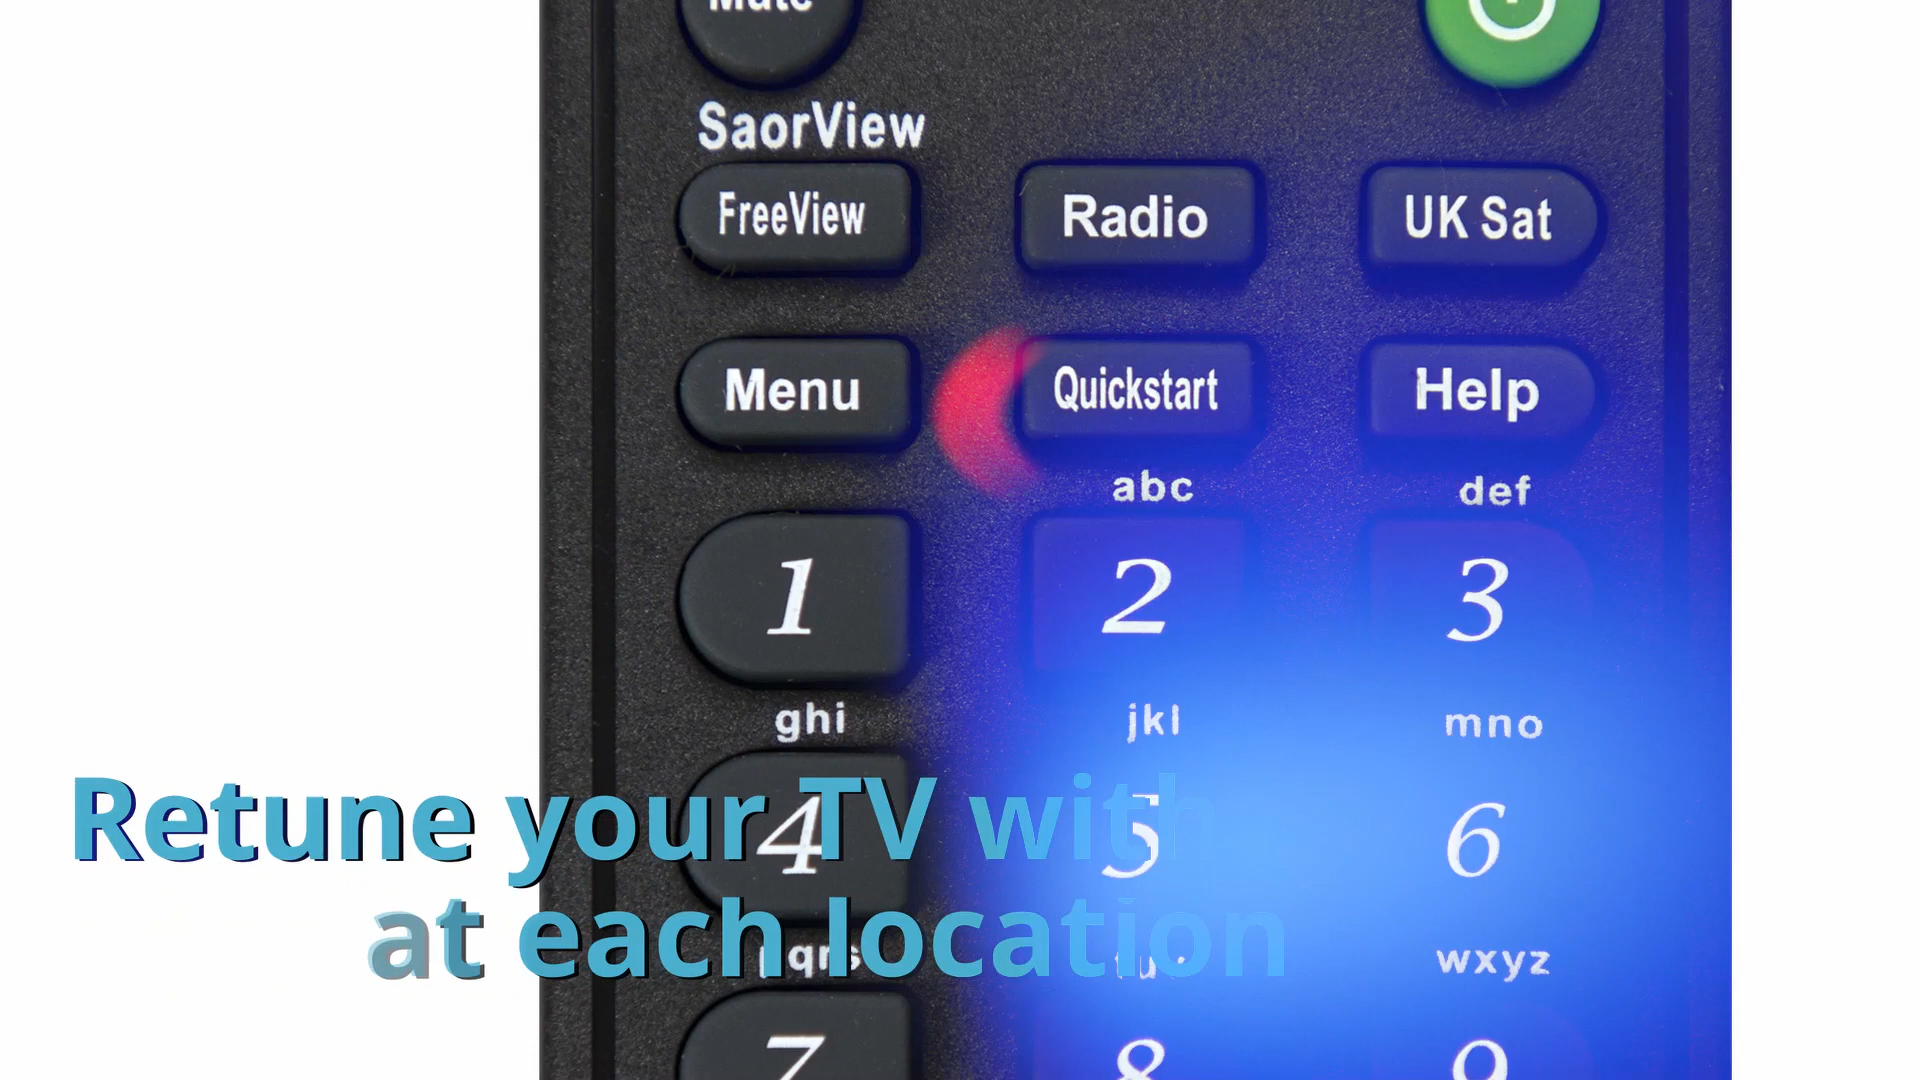 Mute
SaorView
FreeView Radio UK Sat
Menu Quickstart Help
abc def
1 2 3
ghi jkl mno
4 5 6
Retune your TV with
at each location
wxyz
7 8 9